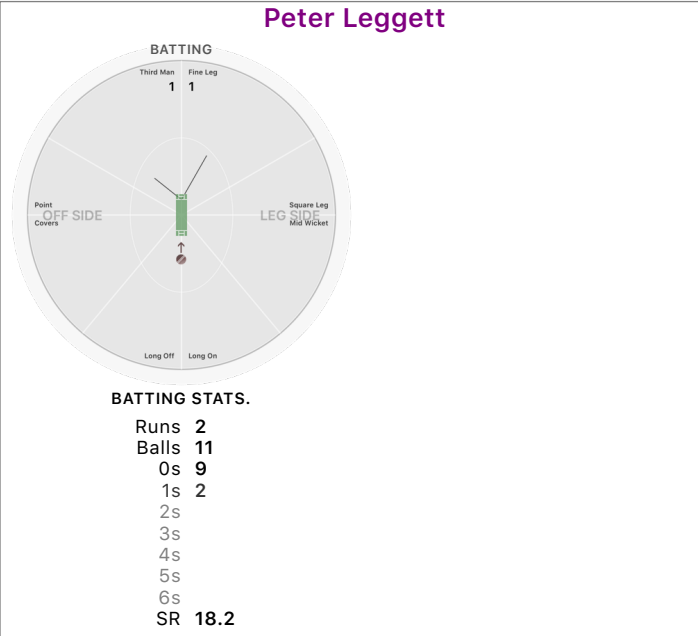 Peter Leggett
BATTING
Third Man Fine Leg
1 1
Point Square Leg
OFF SIDE LEG SIDE
Covers Mid Wicket
Long Off Long On
BATTING STATS.
Runs 2
Balls 11
0s 9
1s 2
2s
3s
4s
5s
6s
SR 18.2